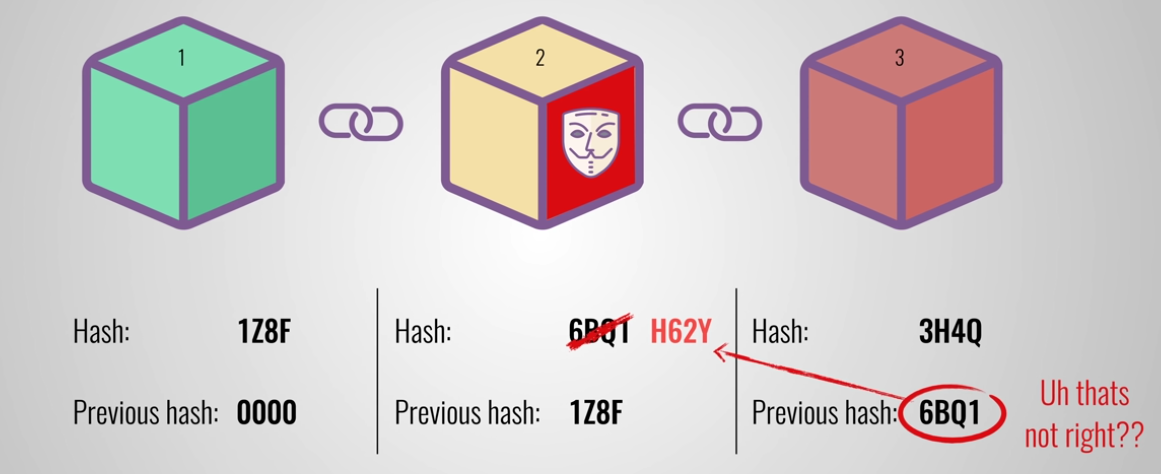 1
2
3
Hash: 1Z8F
Previous hash: 0000
Hash: 6BQ1 H62Y
Previous hash: 1Z8F
Hash: 3H4Q
Previous hash: 6BQ1
Uh thats
not right??